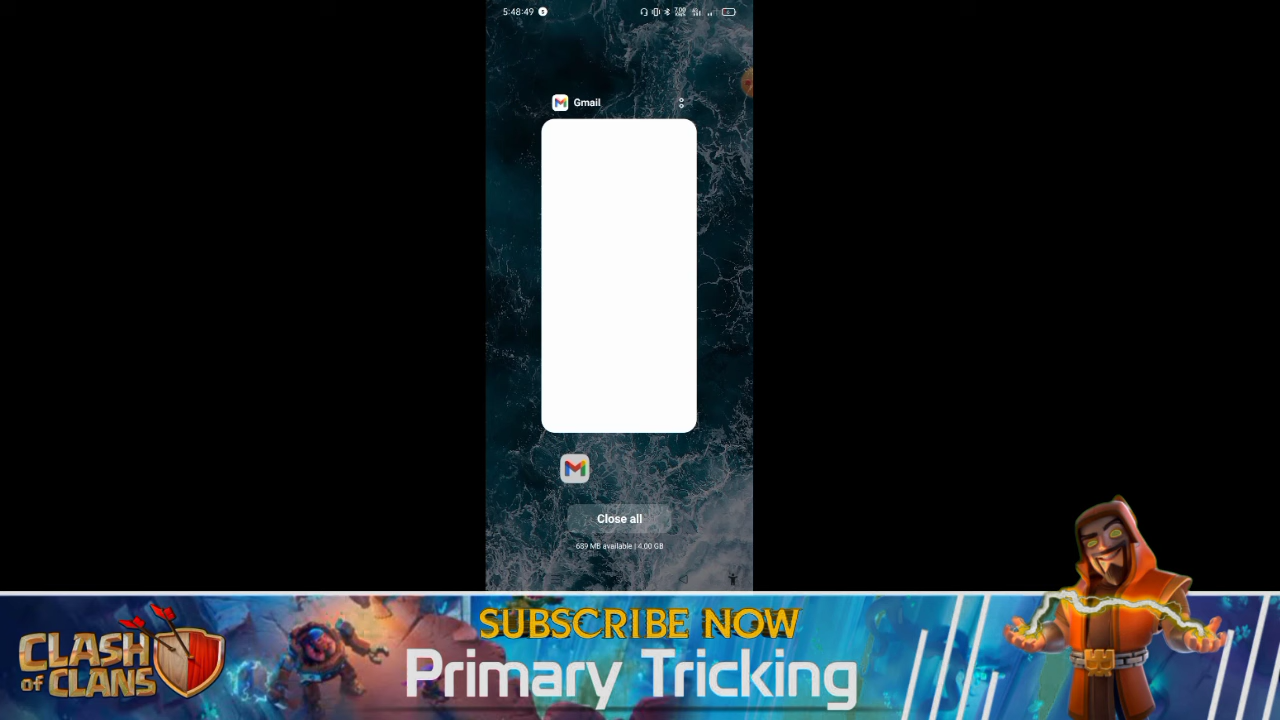 5:48:49
Gmail
Close all
689 MB available | 4.00 GB
SUBSCRIBE NOW
CLASH
OF CLANS
Primary Tricking